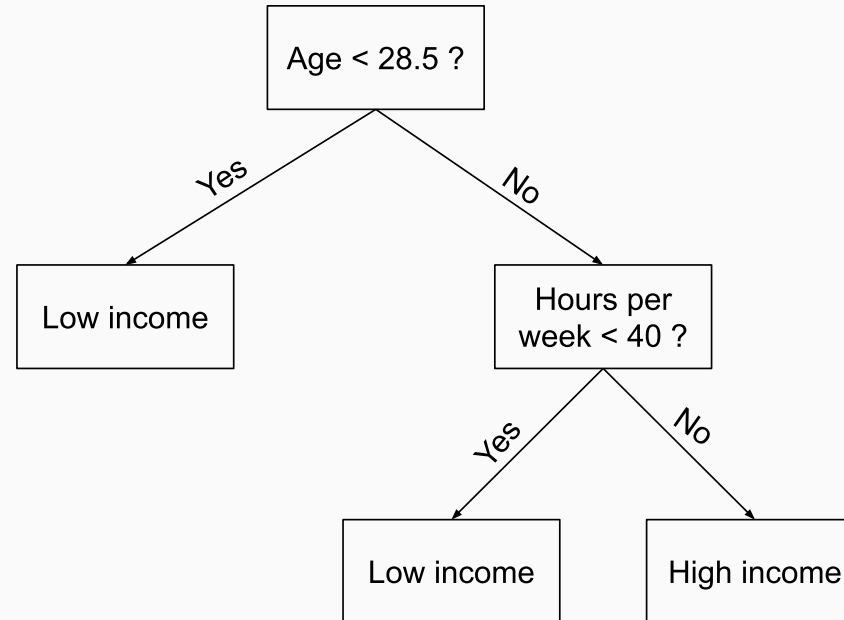 Age < 28.5 ?
Yes
No
Low income
Hours per
week < 40 ?
Yes
No
Low income
High income